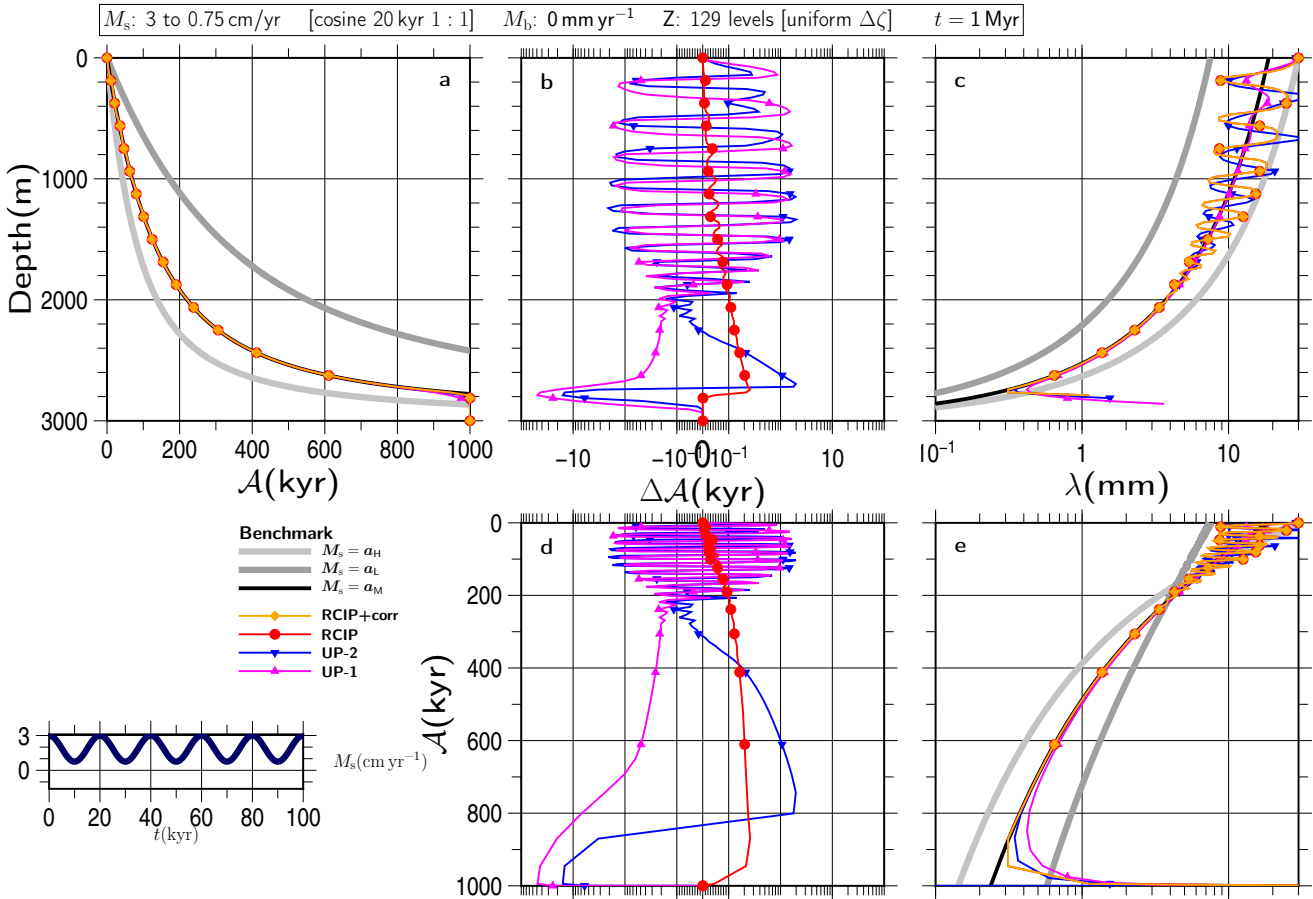 Mₛ: 3 to 0.75 cm/yr [cosine 20 kyr 1 : 1] M_b: 0 mm yr⁻¹ Z: 129 levels [uniform Δζ] t = 1 Myr
a
b
c
0
1000
2000
3000
Depth(m)
0 200 400 600 800 1000
𝒜(kyr)
−10 −10⁻¹ 0 10⁻¹ 10
Δ𝒜(kyr)
10⁻¹ 1 10
λ(mm)
Benchmark
Mₛ = a_H
Mₛ = a_L
Mₛ = a_M
RCIP+corr
RCIP
UP-2
UP-1
3
0
Mₛ(cm yr⁻¹)
0 20 40 60 80 100
t(kyr)
d
e
0
200
400
600
800
1000
𝒜(kyr)